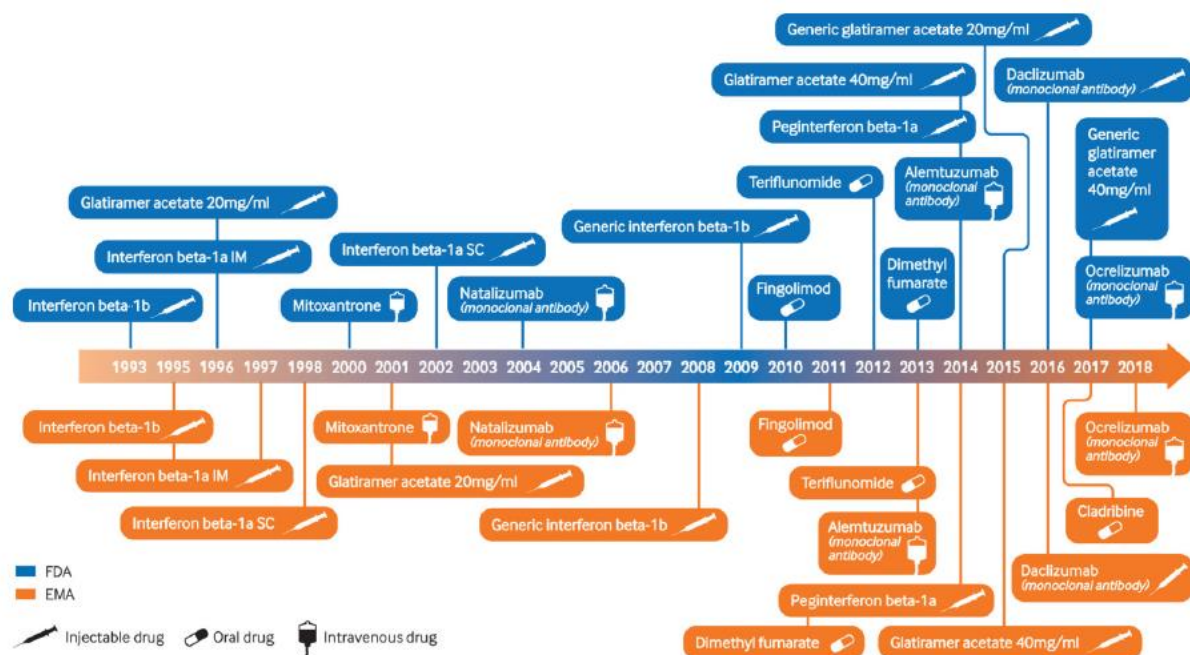 Generic glatiramer acetate 20mg/ml
Glatiramer acetate 40mg/ml
Daclizumab
(monoclonal antibody)
Peginterferon beta-1a
Generic
glatiramer
acetate
40mg/ml
Teriflunomide
Alemtuzumab
(monoclonal
antibody)
Glatiramer acetate 20mg/ml
Generic interferon beta-1b
Interferon beta-1a IM
Interferon beta-1a SC
Dimethyl
fumarate
Interferon beta-1b
Mitoxantrone
Natalizumab
(monoclonal antibody)
Fingolimod
Ocrelizumab
(monoclonal
antibody)
1993 1995 1996 1997 1998 2000 2001 2002 2003 2004 2005 2006 2007 2008 2009 2010 2011 2012 2013 2014 2015 2016 2017 2018
Interferon beta-1b
Mitoxantrone
Natalizumab
(monoclonal antibody)
Fingolimod
Ocrelizumab
(monoclonal
antibody)
Interferon beta-1a IM
Glatiramer acetate 20mg/ml
Teriflunomide
Interferon beta-1a SC
Generic interferon beta-1b
Cladribine
Alemtuzumab
(monoclonal
antibody)
Daclizumab
(monoclonal antibody)
Peginterferon beta-1a
Dimethyl fumarate
Glatiramer acetate 40mg/ml
FDA
EMA
Injectable drug
Oral drug
Intravenous drug